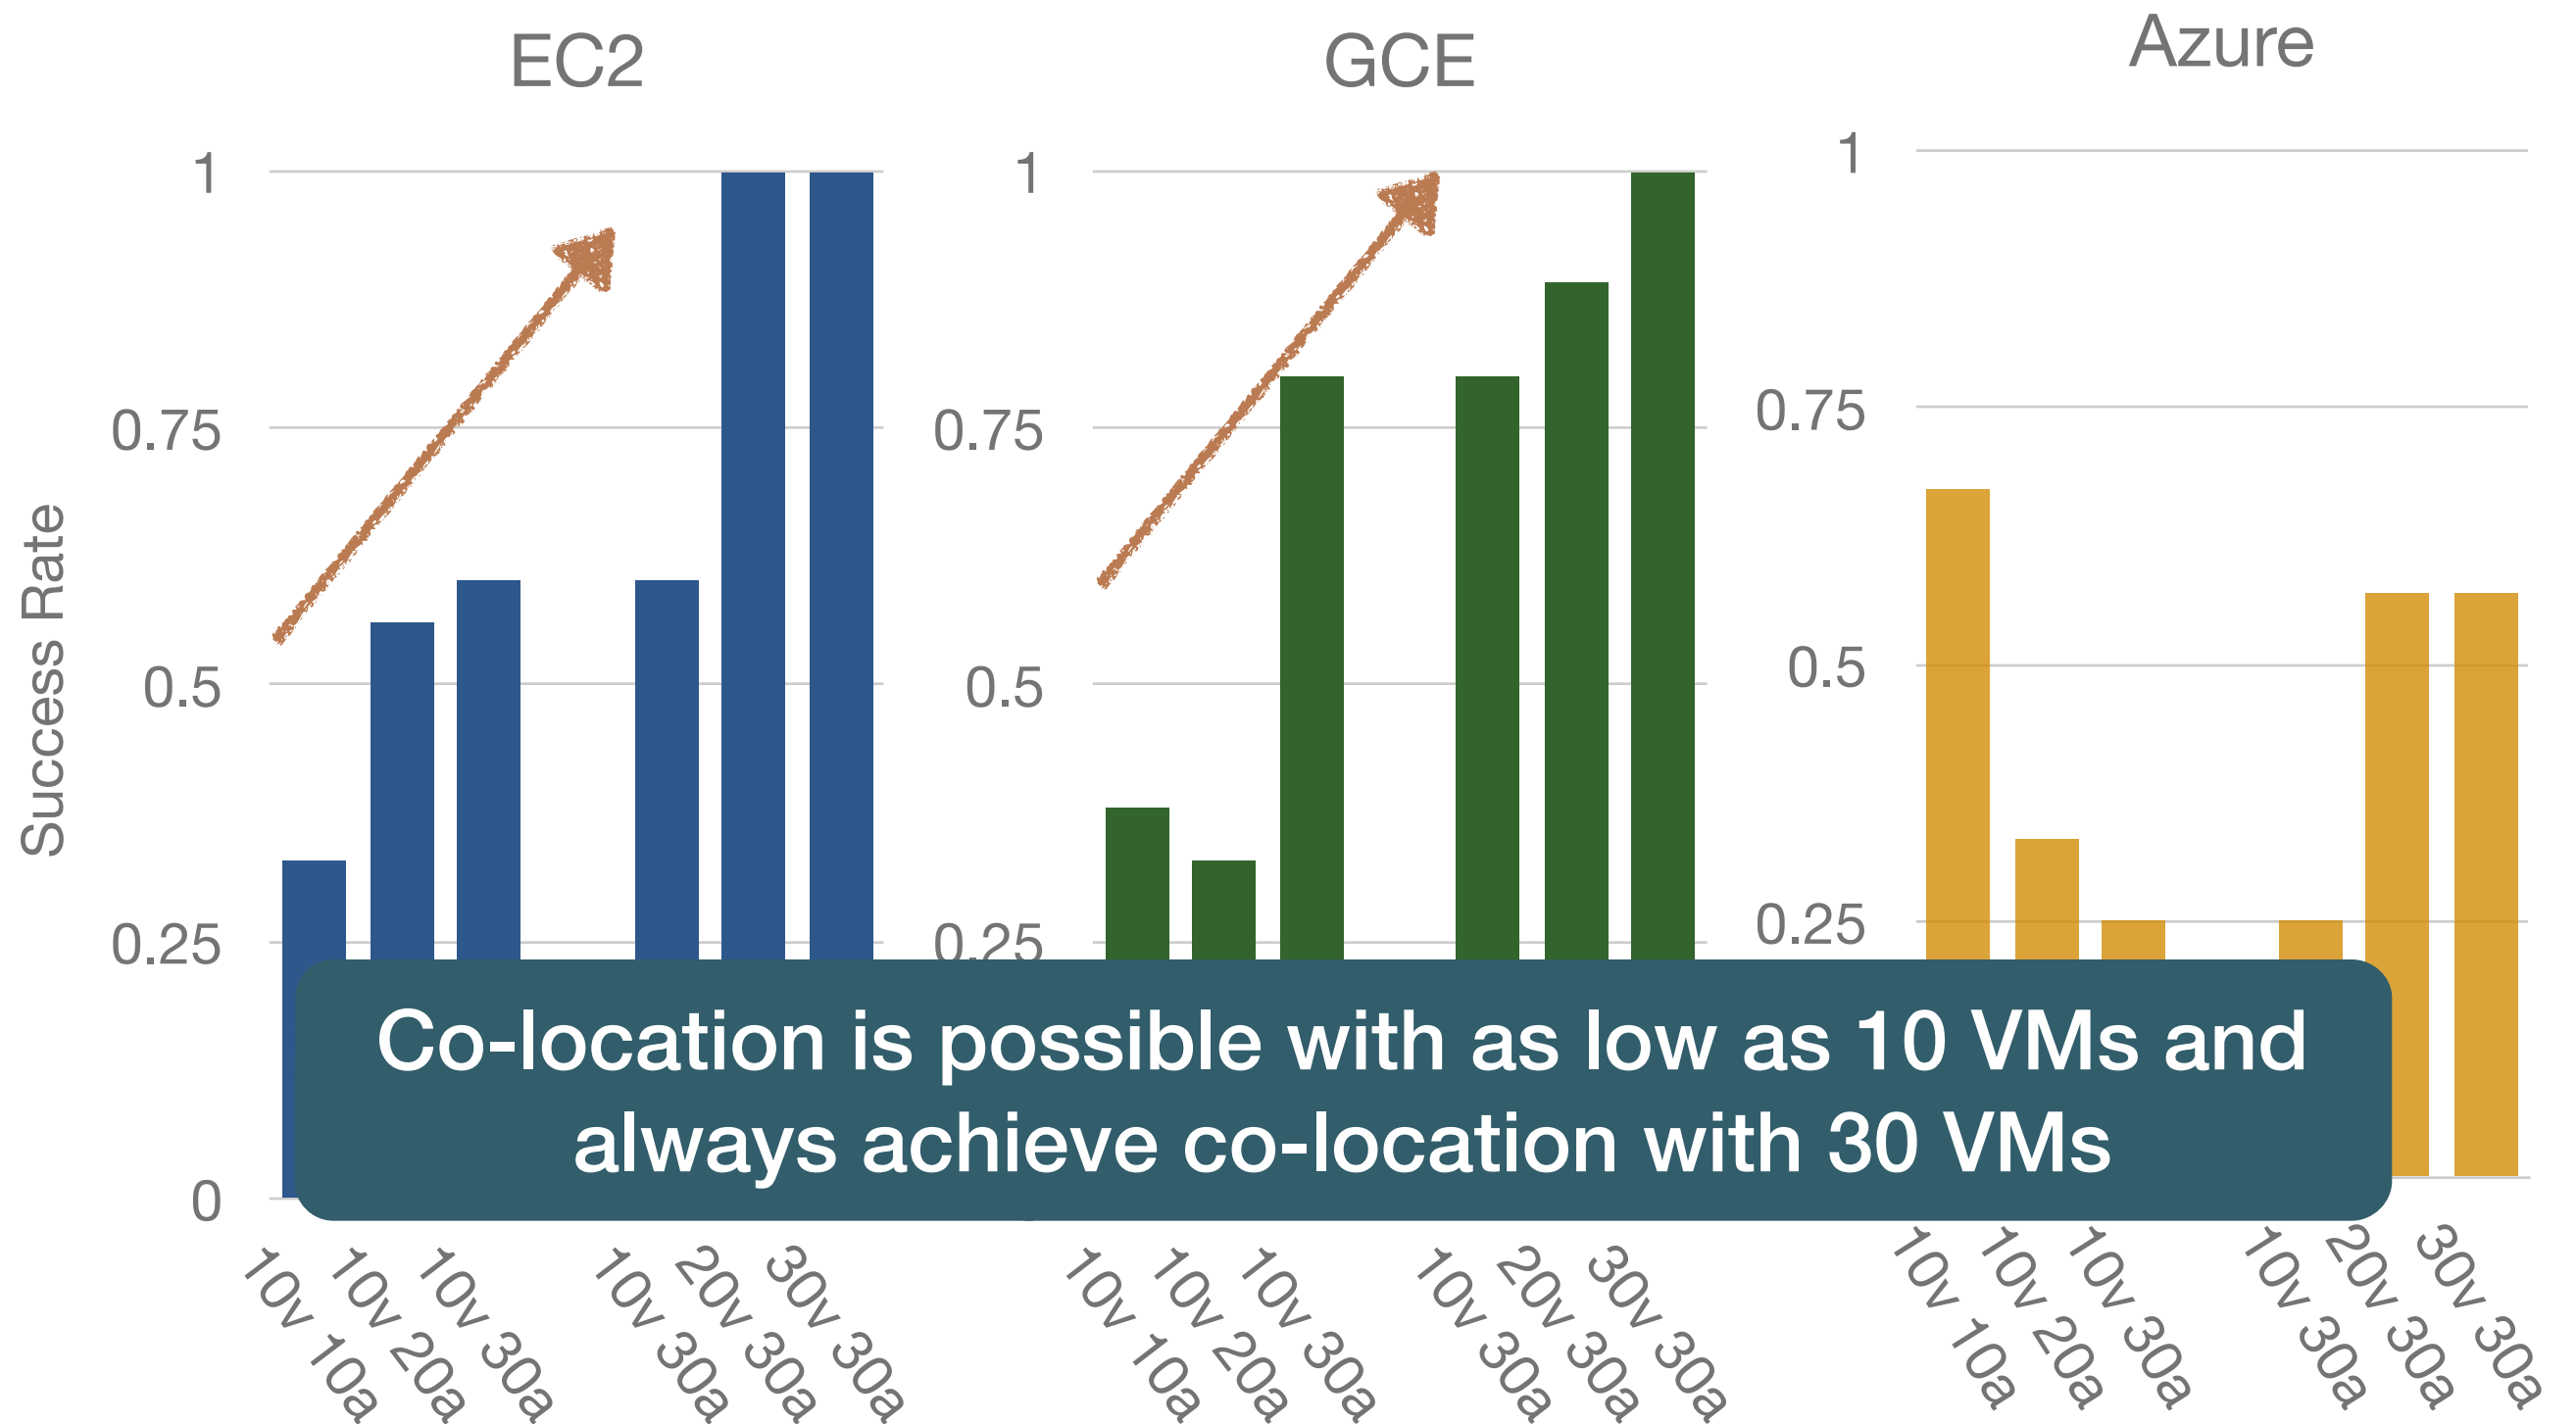 EC2
GCE
Azure
Success Rate
1
0.75
0.5
0.25
0
1
0.75
0.5
0.25
1
0.75
0.5
0.25
Co-location is possible with as low as 10 VMs and
always achieve co-location with 30 VMs
10v 10a
10v 20a
10v 30a
10v 30a
20v 30a
30v 30a
10v 10a
10v 20a
10v 30a
10v 30a
20v 30a
30v 30a
10v 10a
10v 20a
10v 30a
10v 30a
20v 30a
30v 30a